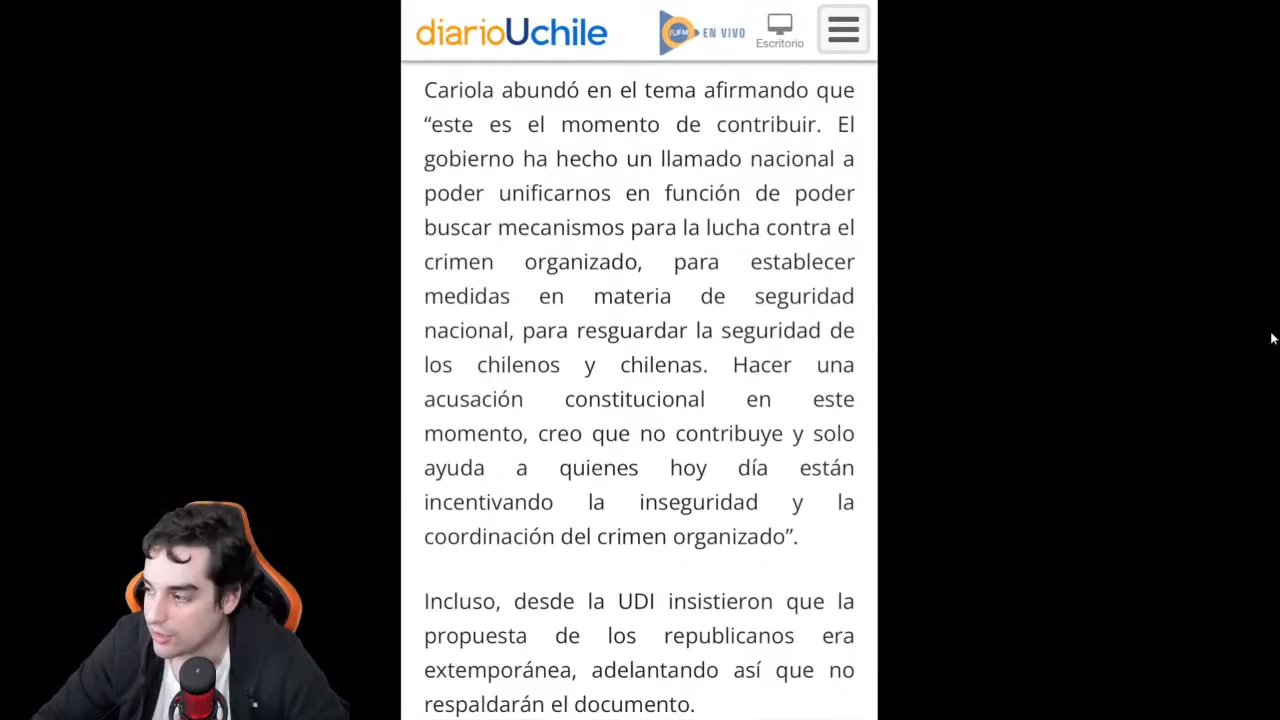 diarioUchile
EN VIVO
Escritorio
Cariola abundó en el tema afirmando que
“este es el momento de contribuir. El
gobierno ha hecho un llamado nacional a
poder unificarnos en función de poder
buscar mecanismos para la lucha contra el
crimen organizado, para establecer
medidas en materia de seguridad
nacional, para resguardar la seguridad de
los chilenos y chilenas. Hacer una
acusación constitucional en este
momento, creo que no contribuye y solo
ayuda a quienes hoy día están
incentivando la inseguridad y la
coordinación del crimen organizado”.
Incluso, desde la UDI insistieron que la
propuesta de los republicanos era
extemporánea, adelantando así que no
respaldarán el documento.